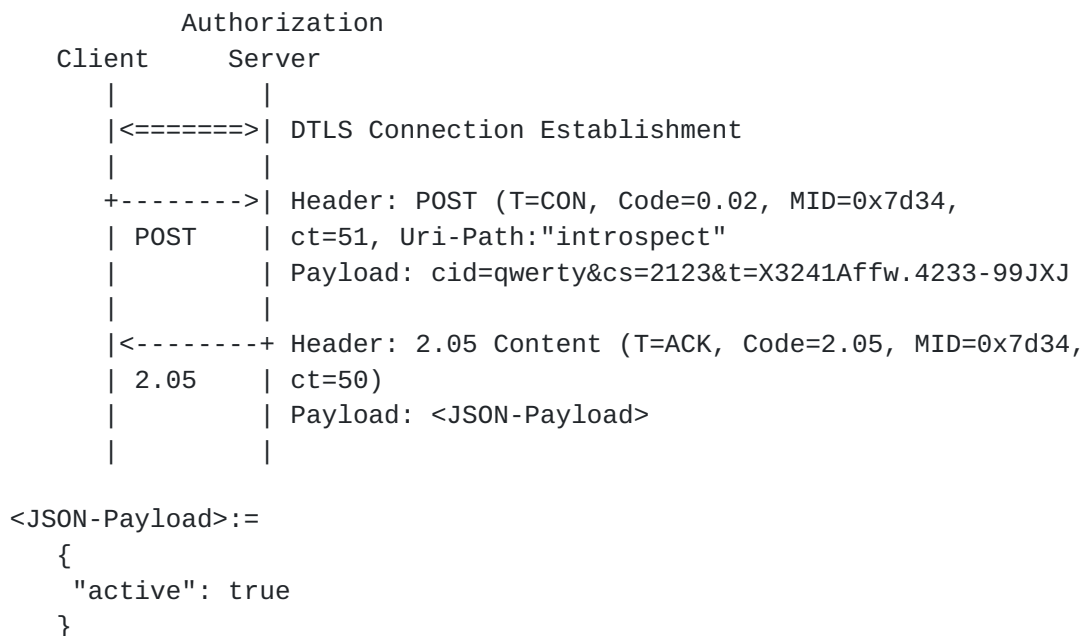 Authorization
   Client     Server
      |         |
      |<=======>| DTLS Connection Establishment
      |         |
      +-------->| Header: POST (T=CON, Code=0.02, MID=0x7d34,
      | POST    | ct=51, Uri-Path:"introspect"
      |         | Payload: cid=qwerty&cs=2123&t=X3241Affw.4233-99JXJ
      |         |
      |<--------+ Header: 2.05 Content (T=ACK, Code=2.05, MID=0x7d34,
      | 2.05    | ct=50)
      |         | Payload: <JSON-Payload>
      |         |

<JSON-Payload>:=
   {
    "active": true
   }